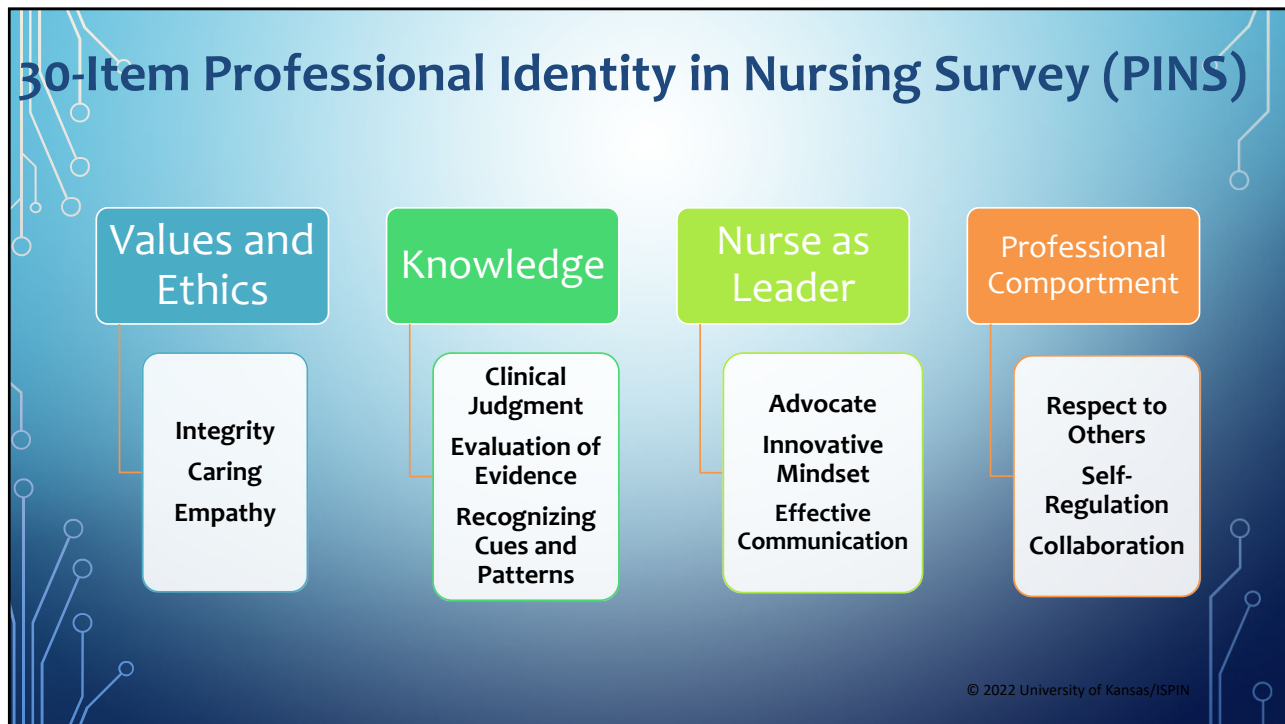 30-Item Professional Identity in Nursing Survey (PINS)
Values and
Ethics
Integrity
Caring
Empathy
Knowledge
Clinical
Judgment
Evaluation of
Evidence
Recognizing
Cues and
Patterns
Nurse as
Leader
Advocate
Innovative
Mindset
Effective
Communication
Professional
Comportment
Respect to
Others
Self-
Regulation
Collaboration
© 2022 University of Kansas/ISPIN